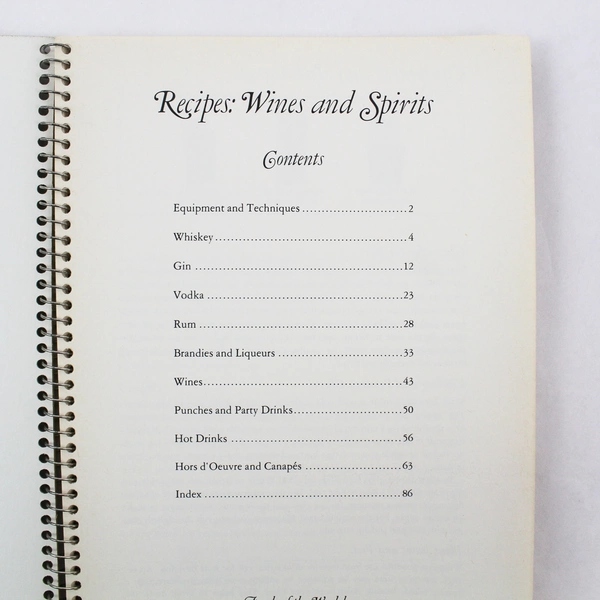 Recipes: Wines and Spirits
Contents
Equipment and Techniques ........................... 2
Whiskey ................................................. 4
Gin ..................................................... 12
Vodka .................................................. 23
Rum .................................................... 28
Brandies and Liqueurs ................................ 33
Wines ................................................... 43
Punches and Party Drinks ............................ 50
Hot Drinks ............................................. 56
Hors d'Oeuvre and Canapés ......................... 63
Index ................................................... 86